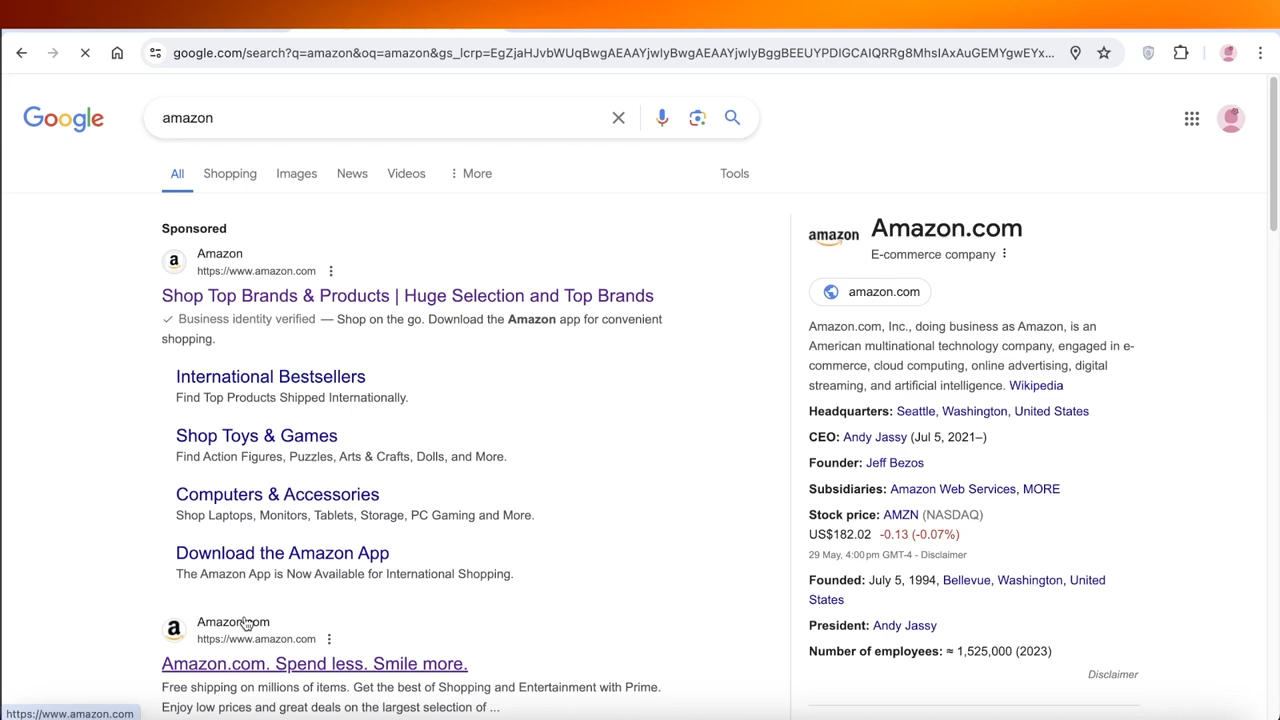 google.com/search?q=amazon&oq=amazon&gs_lcrp=EgZjaHJvbWUqBwgAEAAYjwIyBwgAEAAYjwIyBggBEEUYPDIGCAIQRRg8MhsIAxAuGEMYgwEYx...
Google
amazon
All Shopping Images News Videos More Tools
Sponsored
a
Amazon
https://www.amazon.com
Shop Top Brands & Products | Huge Selection and Top Brands
Business identity verified — Shop on the go. Download the Amazon app for convenient
shopping.
International Bestsellers
Find Top Products Shipped Internationally.
Shop Toys & Games
Find Action Figures, Puzzles, Arts & Crafts, Dolls, and More.
Computers & Accessories
Shop Laptops, Monitors, Tablets, Storage, PC Gaming and More.
Download the Amazon App
The Amazon App is Now Available for International Shopping.
a
Amazon.com
https://www.amazon.com
Amazon.com. Spend less. Smile more.
Free shipping on millions of items. Get the best of Shopping and Entertainment with Prime.
Enjoy low prices and great deals on the largest selection of ...
https://www.amazon.com
amazon
Amazon.com
E-commerce company
amazon.com
Amazon.com, Inc., doing business as Amazon, is an
American multinational technology company, engaged in e-
commerce, cloud computing, online advertising, digital
streaming, and artificial intelligence. Wikipedia
Headquarters: Seattle, Washington, United States
CEO: Andy Jassy (Jul 5, 2021–)
Founder: Jeff Bezos
Subsidiaries: Amazon Web Services, MORE
Stock price: AMZN (NASDAQ)
US$182.02 -0.13 (-0.07%)
29 May, 4:00 pm GMT-4 - Disclaimer
Founded: July 5, 1994, Bellevue, Washington, United
States
President: Andy Jassy
Number of employees: ≈ 1,525,000 (2023)
Disclaimer